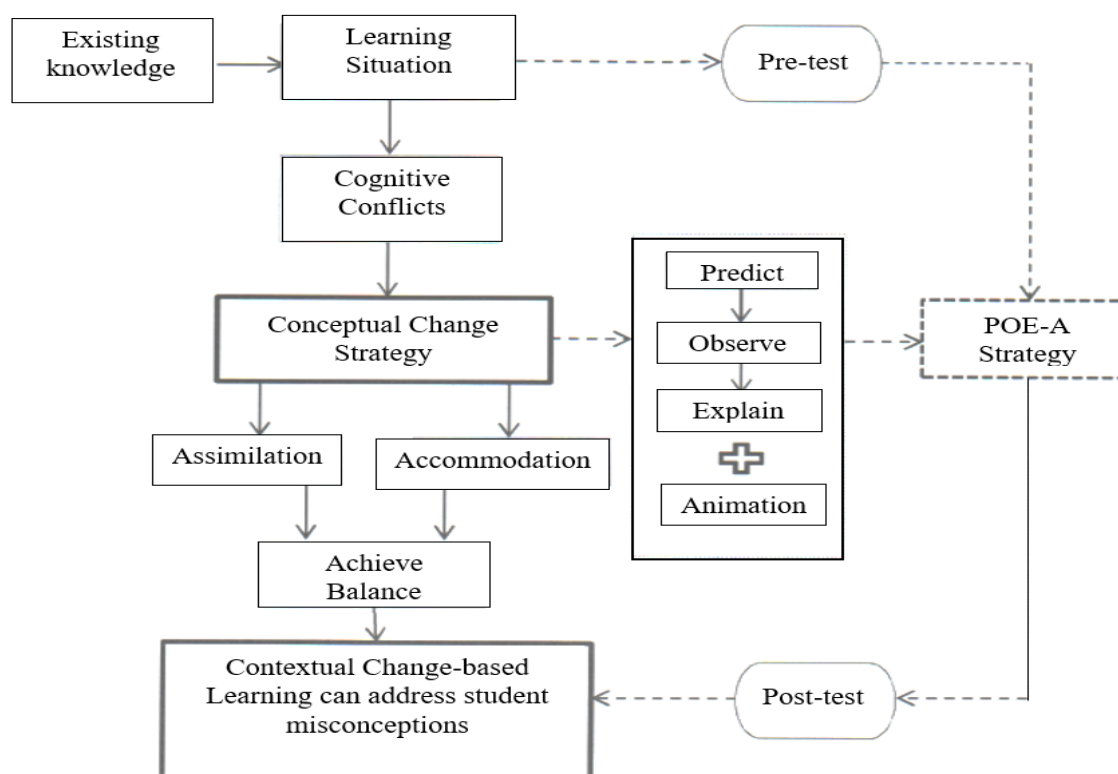 Existing
knowledge
Learning
Situation
Pre-test
Cognitive
Conflicts
Conceptual Change
Strategy
Predict
Observe
Explain
Animation
POE-A
Strategy
Assimilation
Accommodation
Achieve
Balance
Contextual Change-based
Learning can address student
misconceptions
Post-test